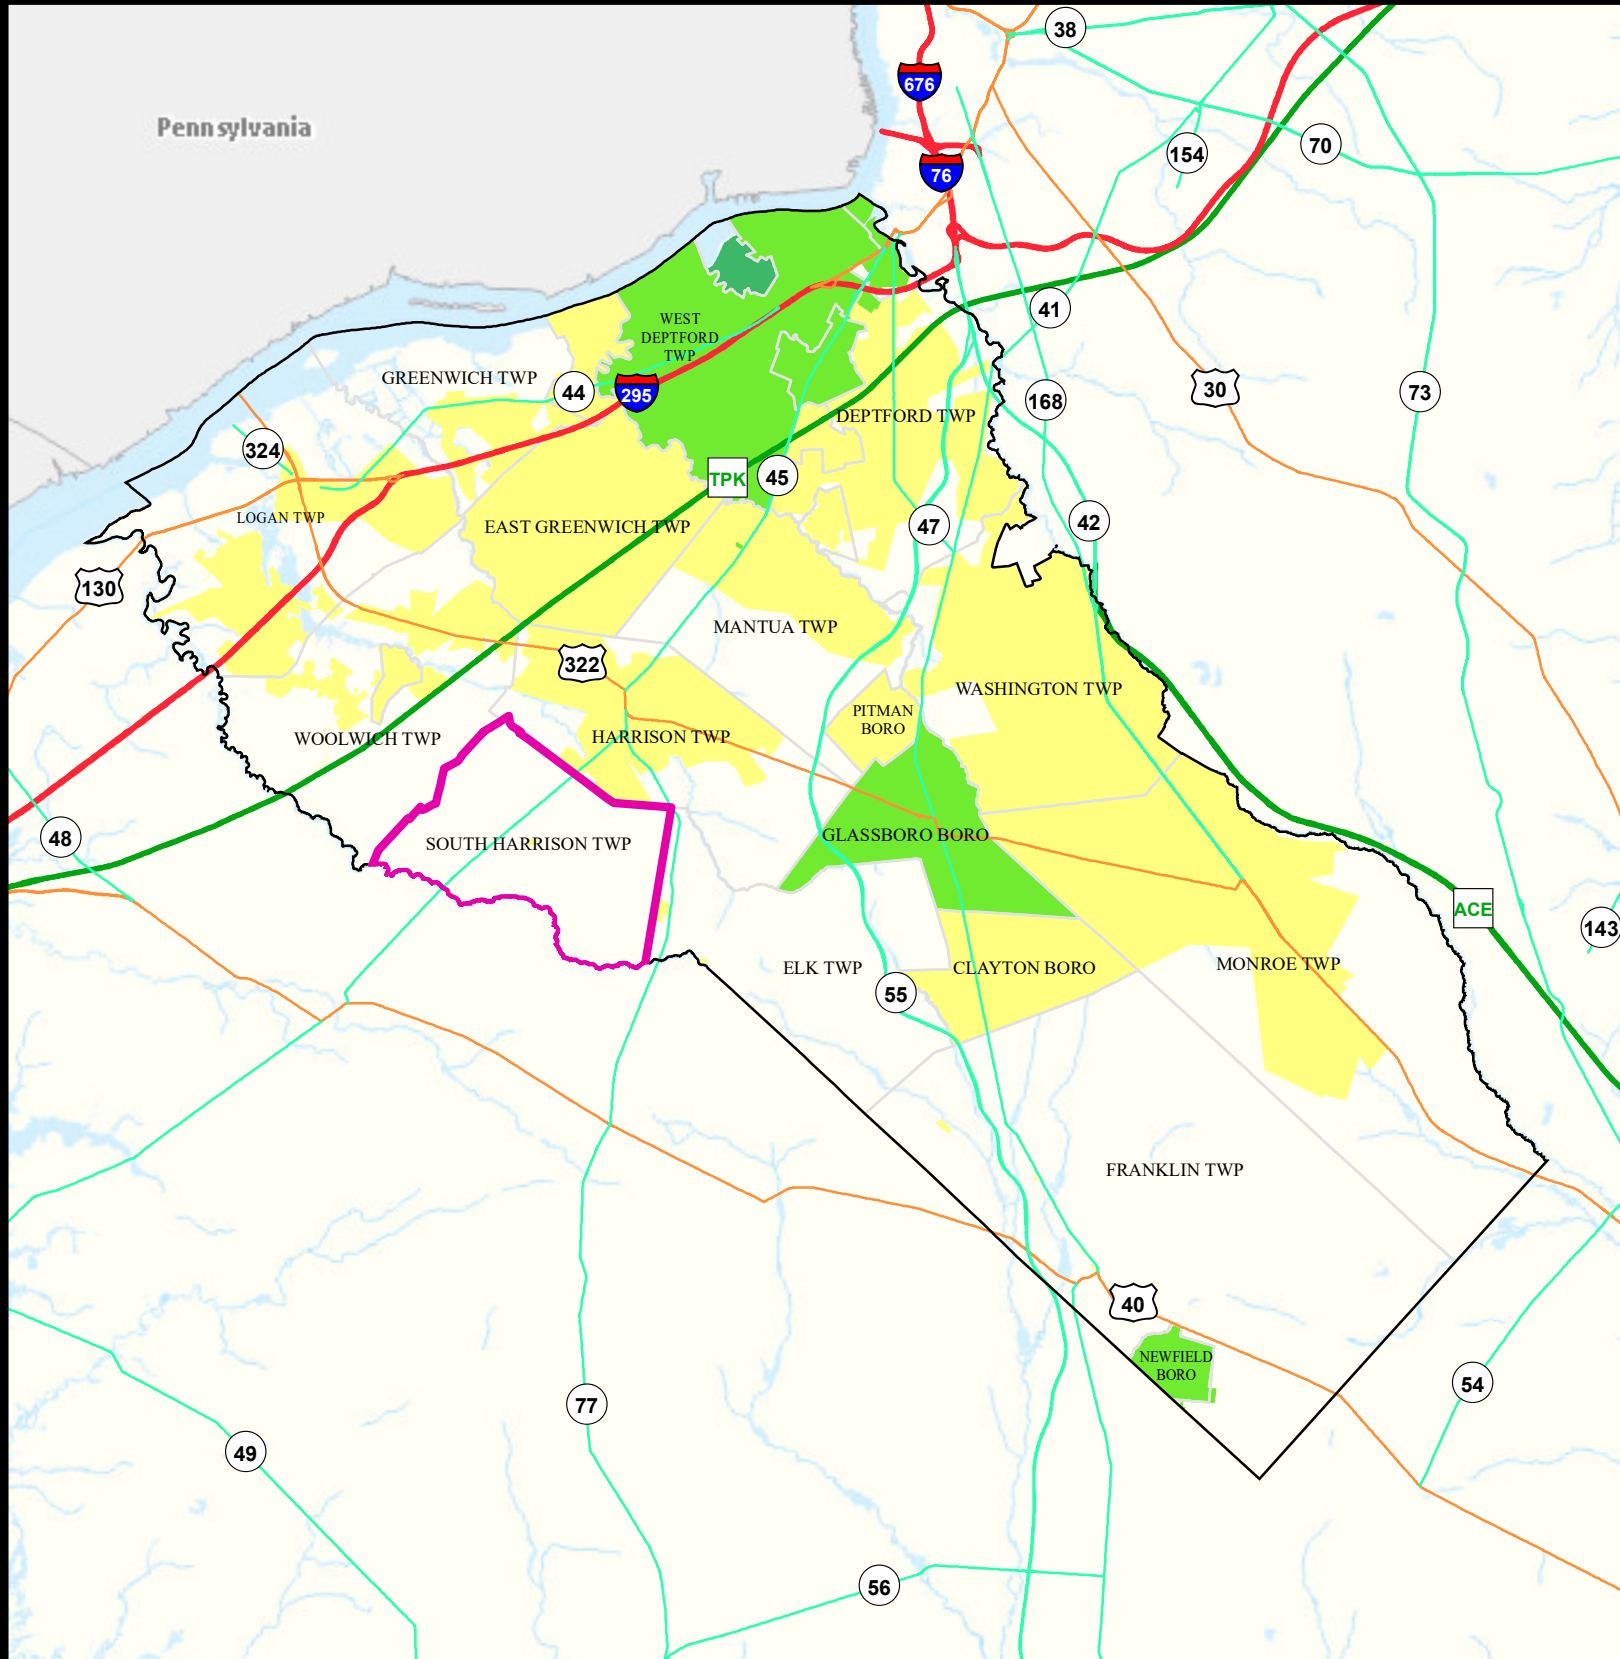 38
676
Pennsylvania
70
154
76
41
WEST
DEPTFORD
TWP
GREENWICH TWP
44
295
30
73
168
DEPTFORD TWP
324
TPK
45
LOGAN TWP
EAST GREENWICH TWP
47
42
130
MANTUA TWP
322
WASHINGTON TWP
PITMAN
BORO
WOOLWICH TWP
HARRISON TWP
48
SOUTH HARRISON TWP
GLASSBORO BORO
ACE
143
ELK TWP
CLAYTON BORO
MONROE TWP
55
FRANKLIN TWP
40
NEWFIELD
BORO
54
77
49
56